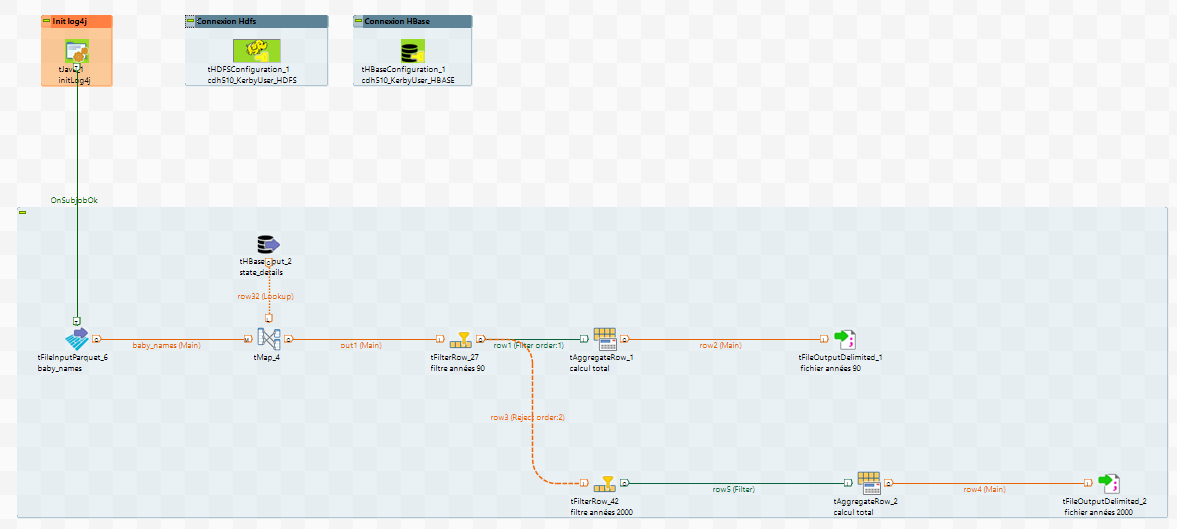 Init log4j
Connexion Hdfs
Connexion HBase
tJava_1
initLog4j
tHDFSConfiguration_1
cdh510_KerbyUser_HDFS
tHBaseConfiguration_1
cdh510_KerbyUser_HBASE
OnSubjobOk
tHBaseInput_2
state_details
row32 (Lookup)
baby_names (Main)
out1 (Main)
row1 (Filter order:1)
row2 (Main)
tFileInputParquet_6
baby_names
tMap_4
tFilterRow_27
filtre années 90
tAggregateRow_1
calcul total
tFileOutputDelimited_1
fichier années 90
row3 (Reject order:2)
row5 (Filter)
row4 (Main)
tFilterRow_42
filtre années 2000
tAggregateRow_2
calcul total
tFileOutputDelimited_2
fichier années 2000